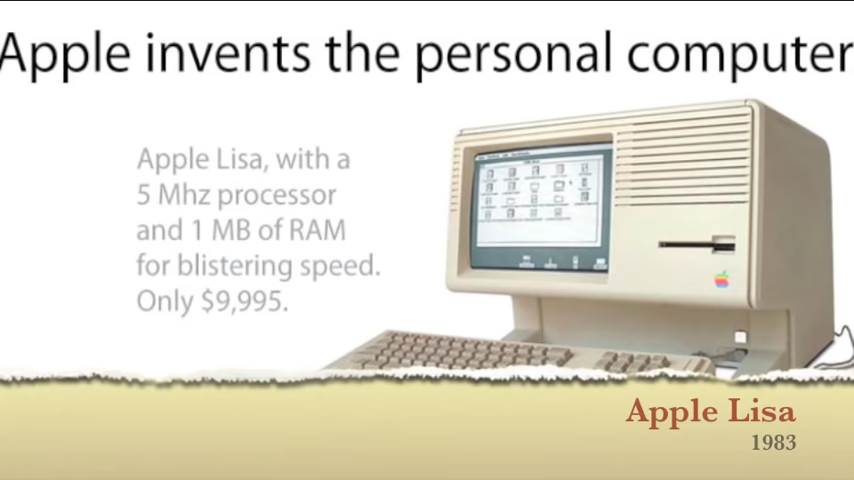 Apple invents the personal computer
Apple Lisa, with a
5 Mhz processor
and 1 MB of RAM
for blistering speed.
Only $9,995.
Apple Lisa
1983